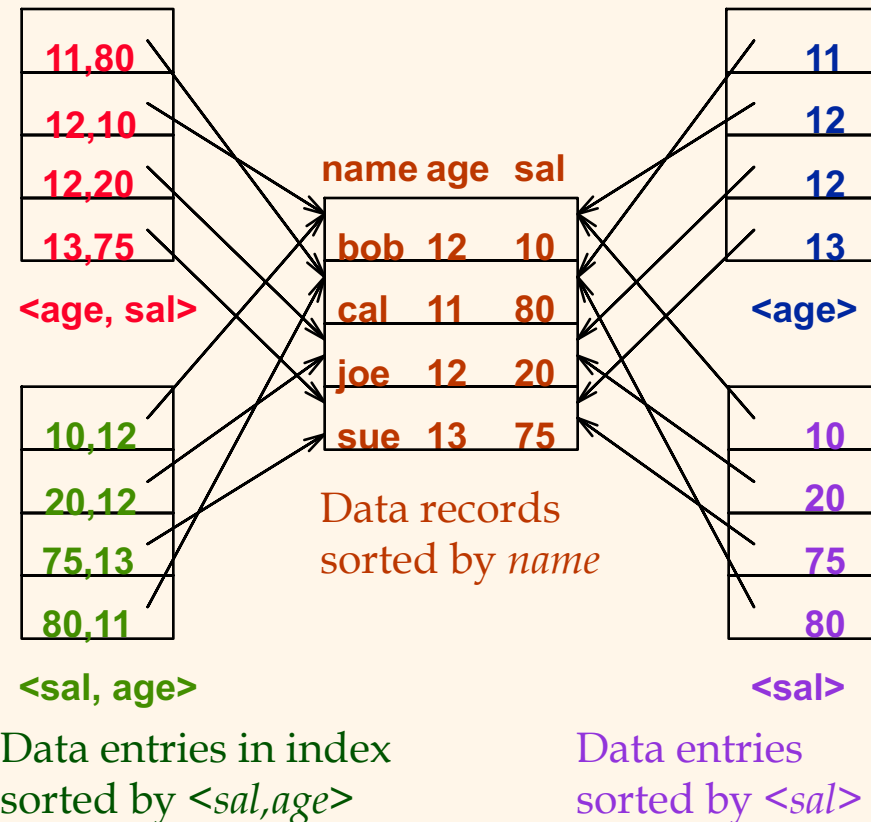 11,80
12,10
12,20
13,75
<age, sal>
10,12
20,12
75,13
80,11
<sal, age>
Data entries in index
sorted by <sal,age>
name age sal
bob 12 10
cal 11 80
joe 12 20
sue 13 75
Data records
sorted by name
11
12
12
13
<age>
10
20
75
80
<sal>
Data entries
sorted by <sal>